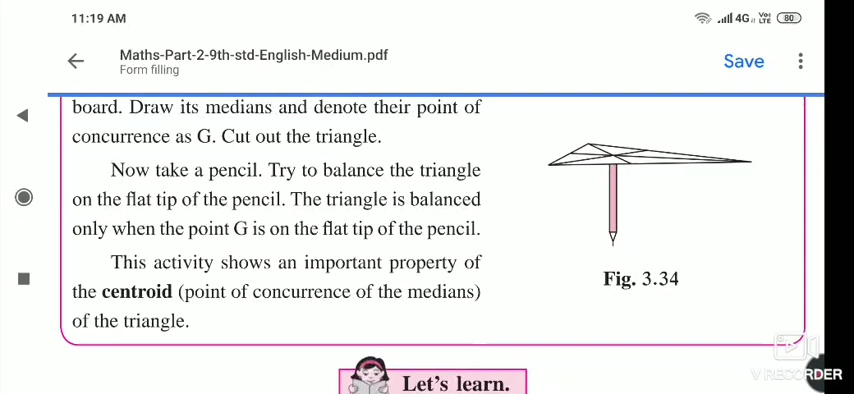 11:19 AM
4G Vo) LTE 80
Maths-Part-2-9th-std-English-Medium.pdf
Form filling
Save
board. Draw its medians and denote their point of
concurrence as G. Cut out the triangle.
Now take a pencil. Try to balance the triangle
on the flat tip of the pencil. The triangle is balanced
only when the point G is on the flat tip of the pencil.
This activity shows an important property of
the centroid (point of concurrence of the medians)
of the triangle.
Fig. 3.34
Let's learn.
V RECORDER